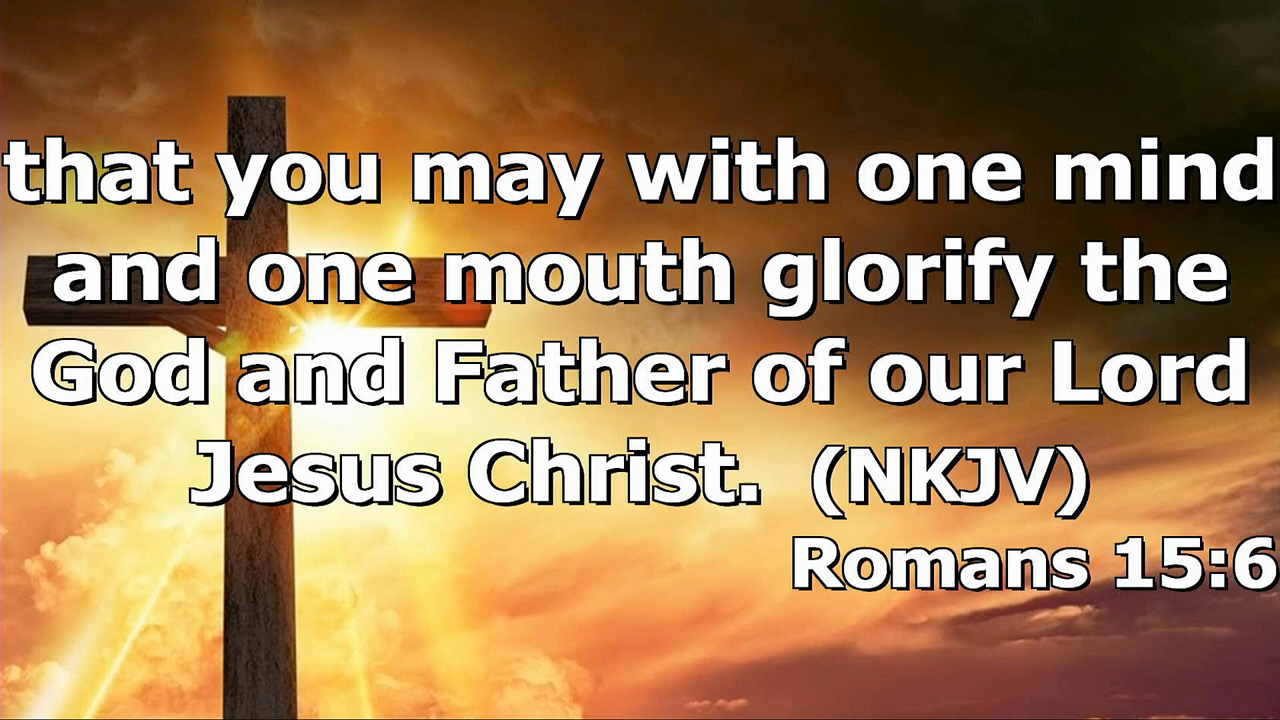 that you may with one mind
and one mouth glorify the
God and Father of our Lord
Jesus Christ.  (NKJV)
Romans 15:6